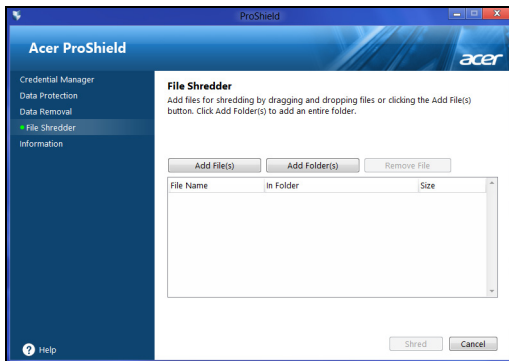 ProShield
Acer ProShield
acer
Credential Manager
Data Protection
Data Removal
File Shredder
Information
File Shredder
Add files for shredding by dragging and dropping files or clicking the Add File(s)
button. Click Add Folder(s) to add an entire folder.
Add File(s) Add Folder(s) Remove File
File Name In Folder Size
Shred Cancel
? Help